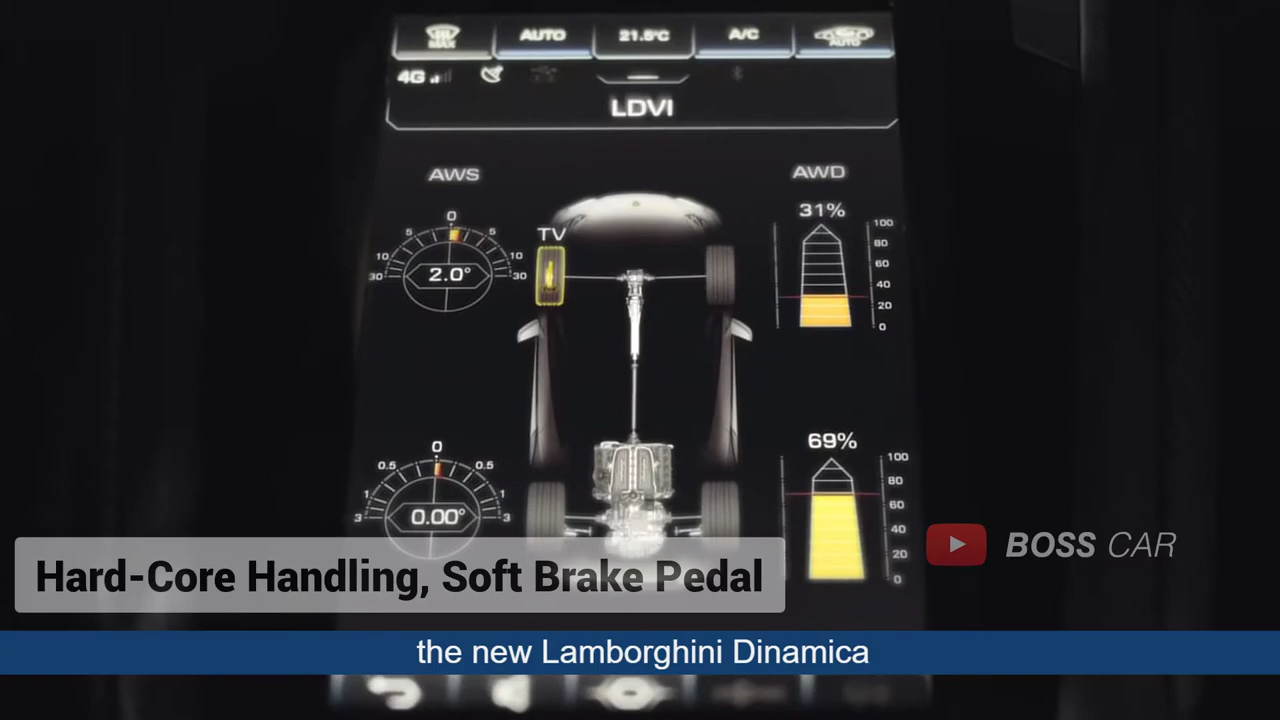 MAX
AUTO
21.5°C
A/C
AUTO
4G
LDVI
AWS
AWD
0
5
5
10
10
30
30
2.0°
TV
31%
100
80
60
40
20
0
0
0.5
0.5
1
1
3
3
0.00°
69%
100
80
60
40
20
0
BOSS CAR
Hard-Core Handling, Soft Brake Pedal
the new Lamborghini Dinamica